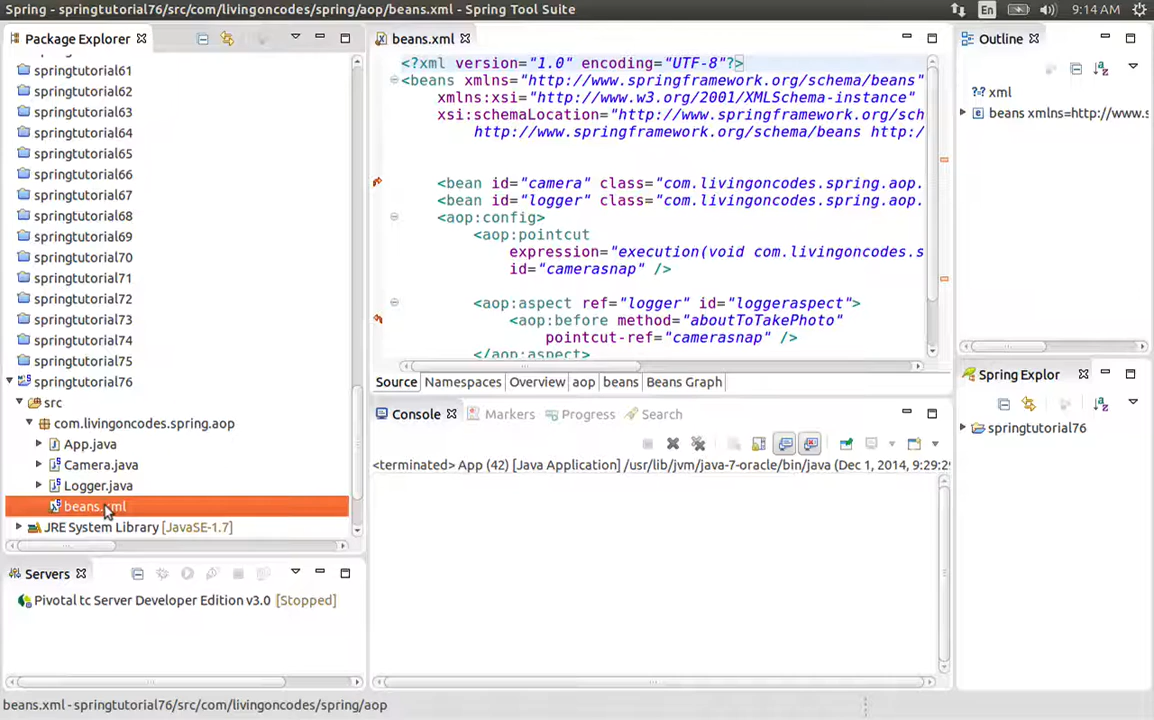 Spring - springtutorial76/src/com/livingoncodes/spring/aop/beans.xml - Spring Tool Suite
En
9:14 AM
Package Explorer
springtutorial61
springtutorial62
springtutorial63
springtutorial64
springtutorial65
springtutorial66
springtutorial67
springtutorial68
springtutorial69
springtutorial70
springtutorial71
springtutorial72
springtutorial73
springtutorial74
springtutorial75
springtutorial76
src
com.livingoncodes.spring.aop
App.java
Camera.java
Logger.java
beans.xml
JRE System Library [JavaSE-1.7]
Servers
Pivotal tc Server Developer Edition v3.0 [Stopped]
beans.xml
<?xml version="1.0" encoding="UTF-8"?>
<beans xmlns="http://www.springframework.org/schema/beans"
xmlns:xsi="http://www.w3.org/2001/XMLSchema-instance"
xsi:schemaLocation="http://www.springframework.org/sch
http://www.springframework.org/schema/beans http:/
<bean id="camera" class="com.livingoncodes.spring.aop.
<bean id="logger" class="com.livingoncodes.spring.aop.
<aop:config>
<aop:pointcut
expression="execution(void com.livingoncodes.s
id="camerasnap" />
<aop:aspect ref="logger" id="loggeraspect">
<aop:before method="aboutToTakePhoto"
pointcut-ref="camerasnap" />
</aop:aspect>
Source Namespaces Overview aop beans Beans Graph
Console Markers Progress Search
<terminated> App (42) [Java Application] /usr/lib/jvm/java-7-oracle/bin/java (Dec 1, 2014, 9:29:29
Outline
xml
beans xmlns=http://www.s
Spring Explor
springtutorial76
beans.xml - springtutorial76/src/com/livingoncodes/spring/aop